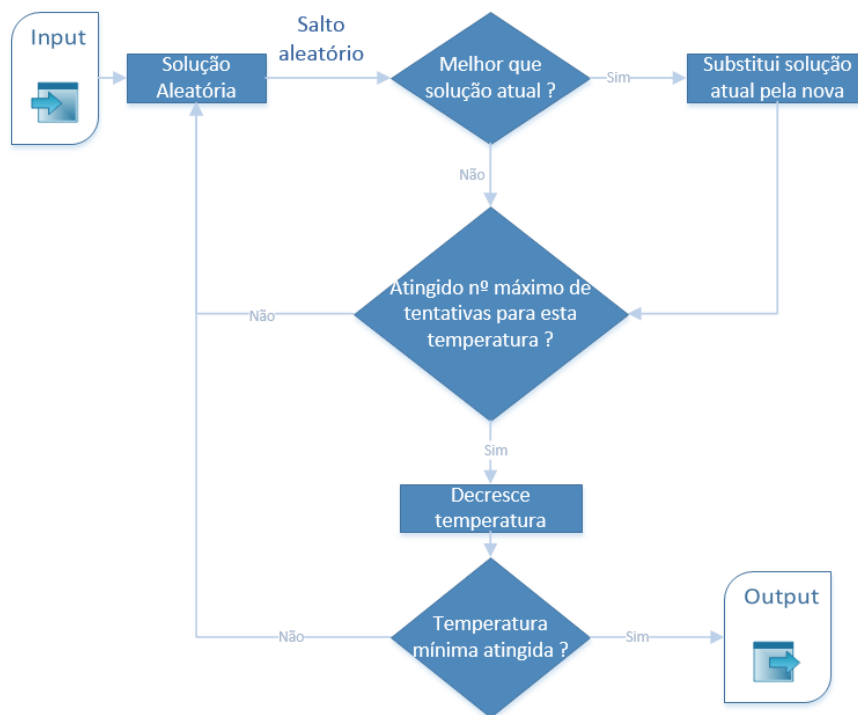 Input
Solução
Aleatória
Salto
aleatório
Melhor que
solução atual ?
Sim
Substitui solução
atual pela nova
Não
Atingido nº máximo de
tentativas para esta
temperatura ?
Não
Sim
Decresce
temperatura
Temperatura
mínima atingida ?
Não
Sim
Output